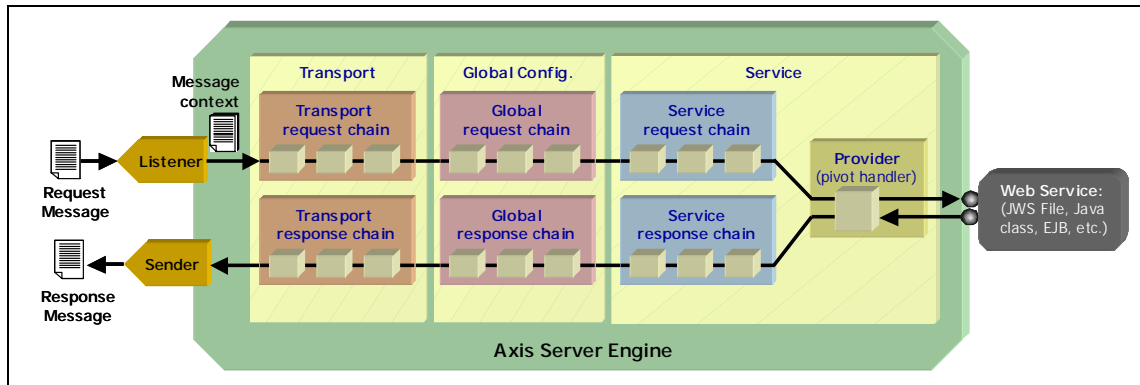 Transport
Global Config.
Service
Message
context
Transport
request chain
Global
request chain
Service
request chain
Listener
Request
Message
Provider
(pivot handler)
Web Service:
(JWS File, Java
class, EJB, etc.)
Transport
response chain
Global
response chain
Service
response chain
Sender
Response
Message
Axis Server Engine